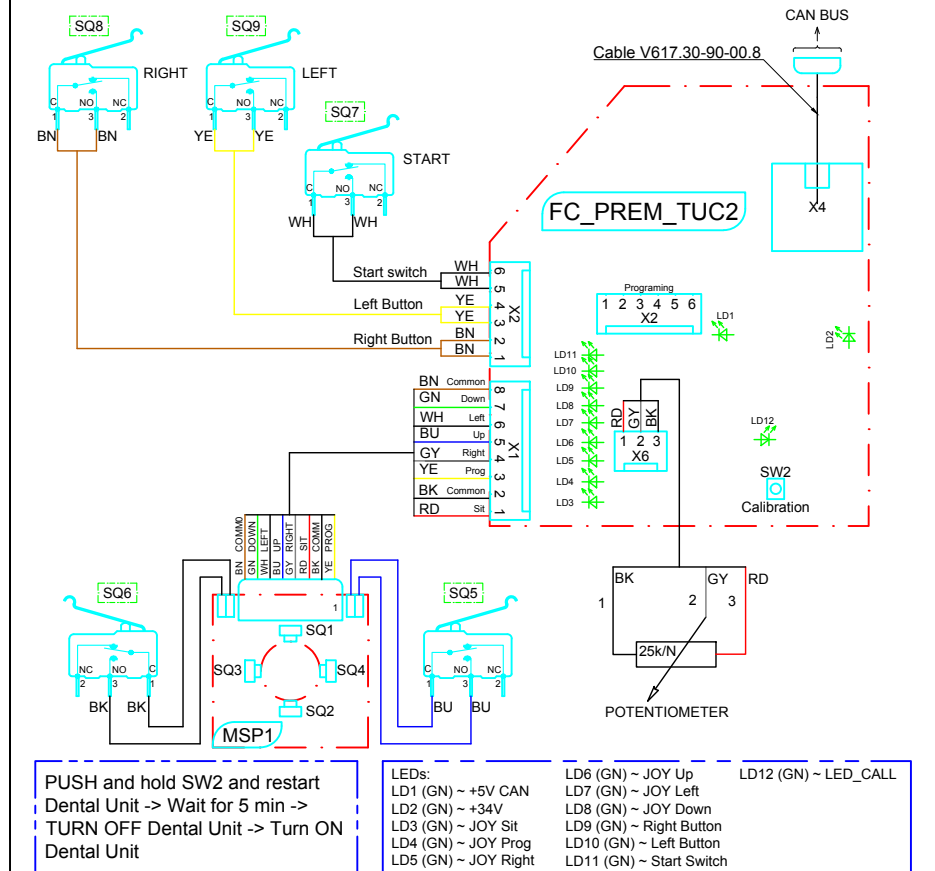 CAN BUS
Cable V617.30-90-00.8
SQ8
RIGHT
C NO NC
1 3 2
BN BN
SQ9
LEFT
C NO NC
1 3 2
YE YE
SQ7
START
C NO NC
1 3 2
WH WH
FC_PREM_TUC2
X4
Start switch
Left Button
Right Button
WH 6
WH 5
YE 4
YE 3
BN 2
BN 1
X2
Programing
1 2 3 4 5 6
X2
LD1
LD2
LD11
LD10
LD9
LD8
LD7
LD6
LD5
LD4
LD3
RD GY BK
1 2 3
X6
LD12
SW2
Calibration
BN Common 8
GN Down 7
WH Left 6
BU Up 5
GY Right 4
YE Prog 3
BK Common 2
RD Sit 1
X1
BN COMMD
GN DOWN
WH LEFT
BU UP
GY RIGHT
RD SIT
BK COMM
YE PROG
1
SQ6
NC NO C
2 3 1
BK BK
SQ1
SQ3
SQ4
SQ2
MSP1
SQ5
C NO NC
1 3 2
BU BU
BK GY RD
1 2 3
25k/N
POTENTIOMETER
PUSH and hold SW2 and restart
Dental Unit -> Wait for 5 min ->
TURN OFF Dental Unit -> Turn ON
Dental Unit
LEDs:
LD1 (GN) ~ +5V CAN
LD2 (GN) ~ +34V
LD3 (GN) ~ JOY Sit
LD4 (GN) ~ JOY Prog
LD5 (GN) ~ JOY Right
LD6 (GN) ~ JOY Up
LD7 (GN) ~ JOY Left
LD8 (GN) ~ JOY Down
LD9 (GN) ~ Right Button
LD10 (GN) ~ Left Button
LD11 (GN) ~ Start Switch
LD12 (GN) ~ LED_CALL